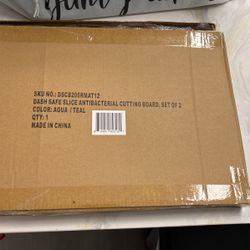 SKU NO.: DSCB205RMAT12
DASH SAFE SLICE ANTIBACTERIAL CUTTING BOARD, SET OF 2
COLOR: AQUA / TEAL
QTY: 1
MADE IN CHINA